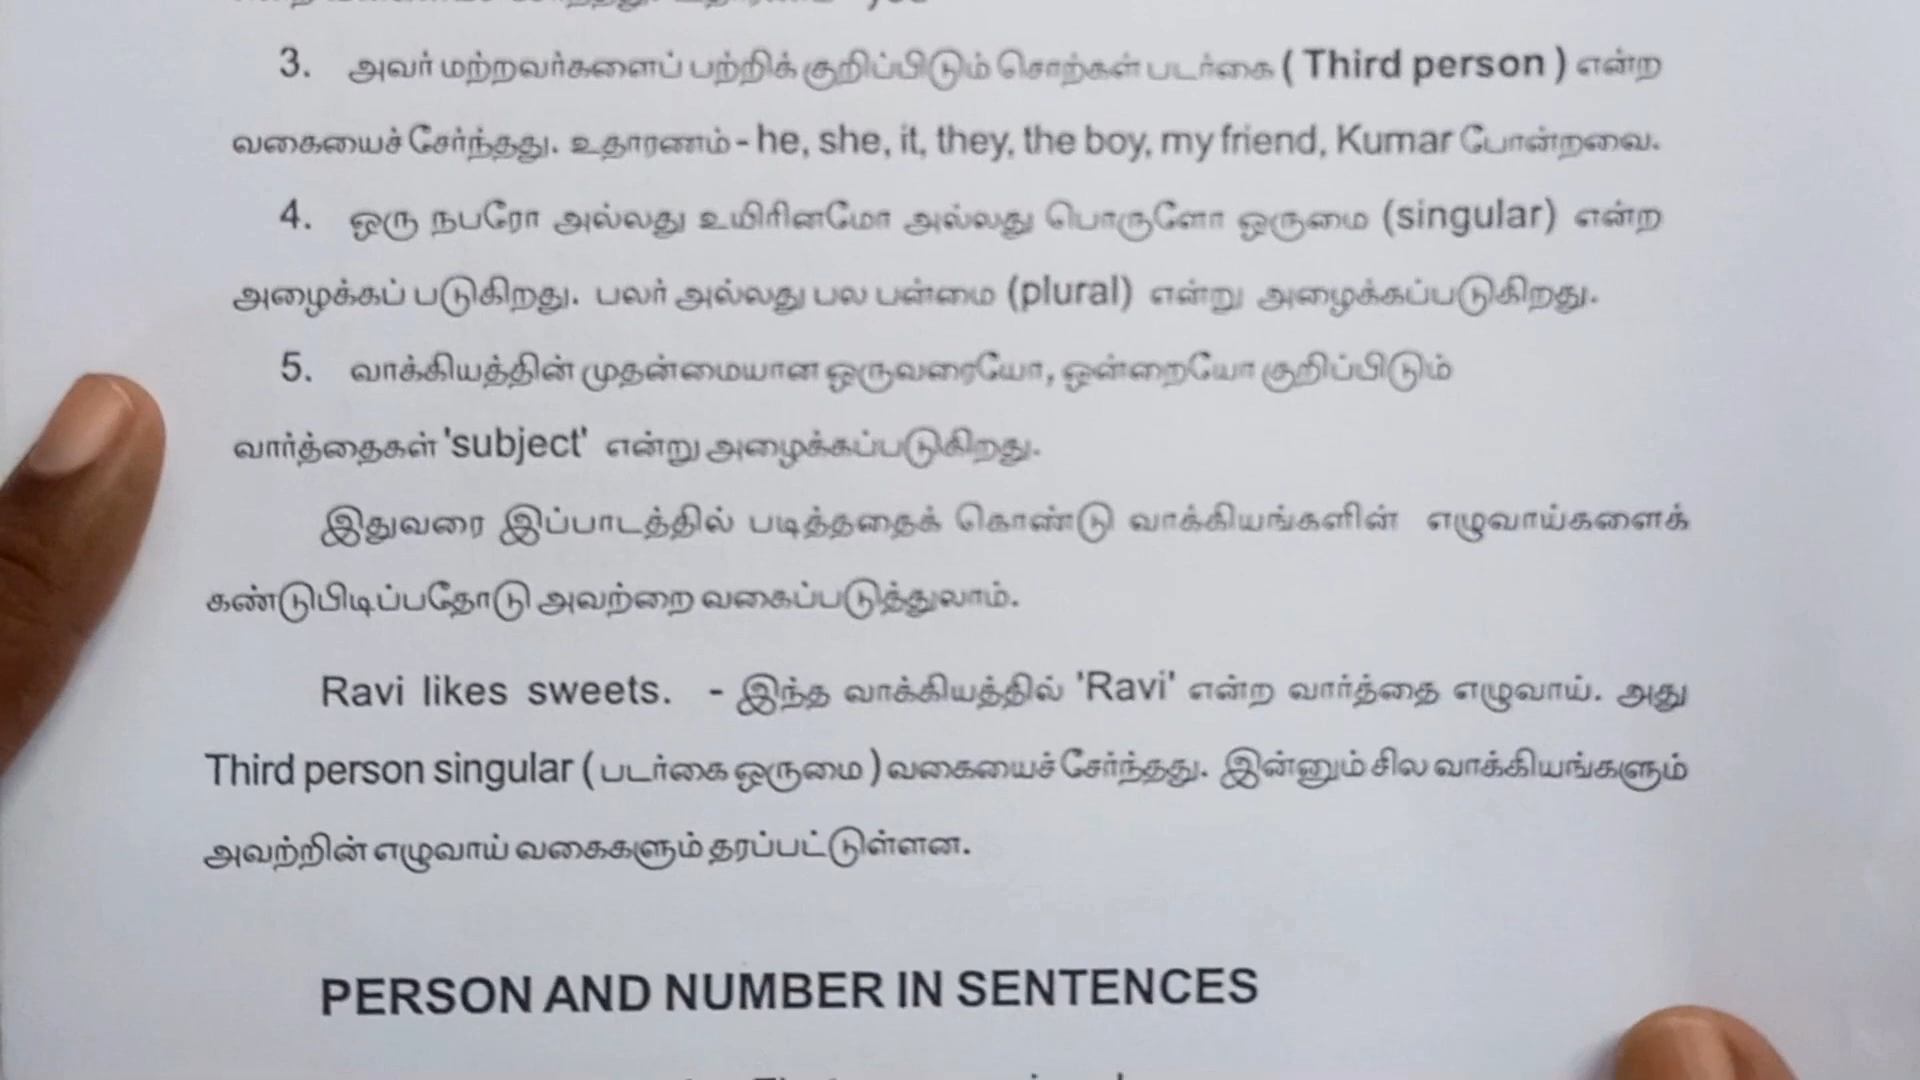 3. அவர் மற்றவர்களைப் பற்றிக் குறிப்பிடும் சொற்கள் படர்கை ( Third person ) என்ற
வகையைச் சேர்ந்தது. உதாரணம் - he, she, it, they, the boy, my friend, Kumar போன்றவை.
4. ஒரு நபரோ அல்லது உயிரினமோ அல்லது பொருளோ ஒருமை (singular) என்ற
அழைக்கப் படுகிறது. பலர் அல்லது பல பன்மை (plural) என்று அழைக்கப்படுகிறது.
5. வாக்கியத்தின் முதன்மையான ஒருவரையோ, ஒன்றையோ குறிப்பிடும்
வார்த்தைகள் 'subject' என்று அழைக்கப்படுகிறது.
இதுவரை இப்பாடத்தில் படித்ததைக் கொண்டு வாக்கியங்களின் எழுவாய்களைக்
கண்டுபிடிப்பதோடு அவற்றை வகைப்படுத்துலாம்.
Ravi likes sweets. - இந்த வாக்கியத்தில் 'Ravi' என்ற வார்த்தை எழுவாய். அது
Third person singular ( படர்கை ஒருமை ) வகையைச் சேர்ந்தது. இன்னும் சில வாக்கியங்களும்
அவற்றின் எழுவாய் வகைகளும் தரப்பட்டுள்ளன.
PERSON AND NUMBER IN SENTENCES